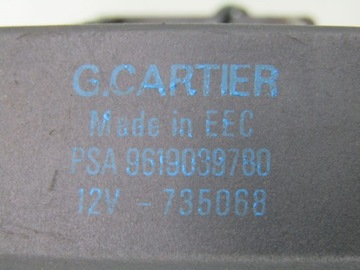 G.CARTIER
Made in EEC
PSA 9619039780
12V - 735068